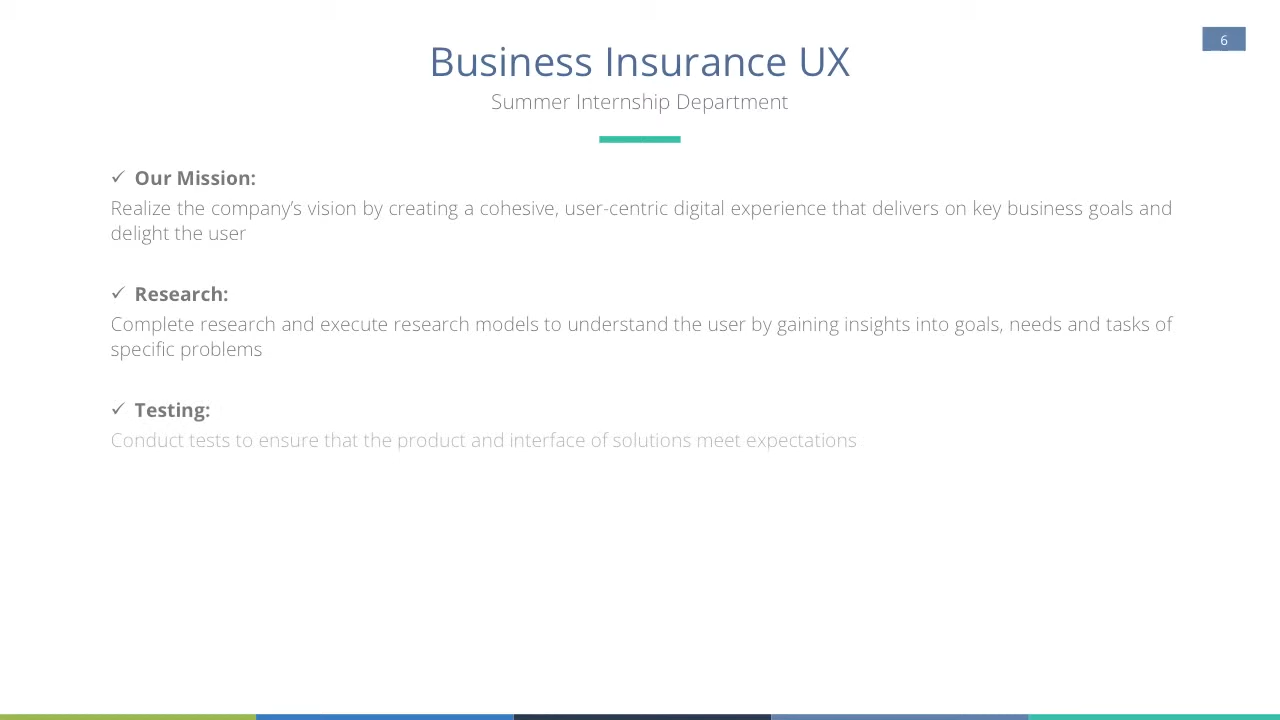 6
Business Insurance UX
Summer Internship Department
✓ Our Mission:
Realize the company’s vision by creating a cohesive, user-centric digital experience that delivers on key business goals and
delight the user
✓ Research:
Complete research and execute research models to understand the user by gaining insights into goals, needs and tasks of
specific problems
✓ Testing:
Conduct tests to ensure that the product and interface of solutions meet expectations